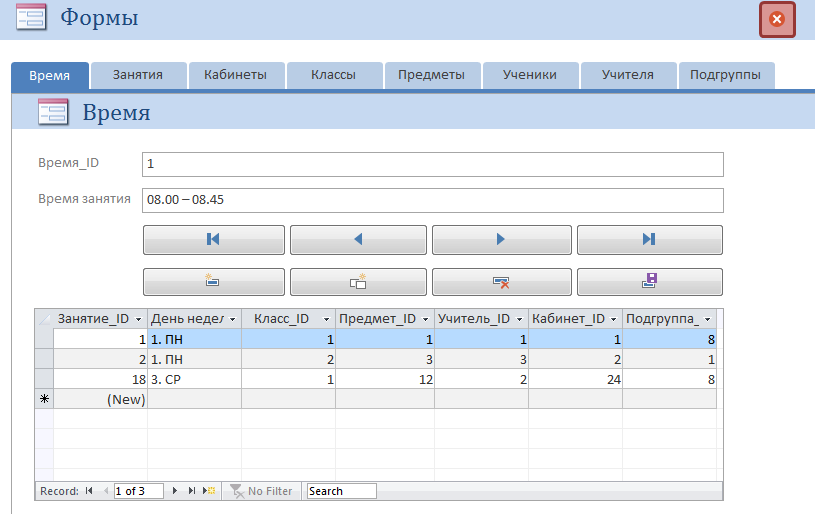 Формы
Время Занятия Кабинеты Классы Предметы Ученики Учителя Подгруппы
Время
Время_ID 1
Время занятия 08.00 – 08.45
Занятие_ID День недел Класс_ID Предмет_ID Учитель_ID Кабинет_ID Подгруппа_
1 1. ПН 1 1 1 1 8
2 1. ПН 2 3 3 2 1
18 3. СР 1 12 2 24 8
(New)
Record: 1 of 3 No Filter Search